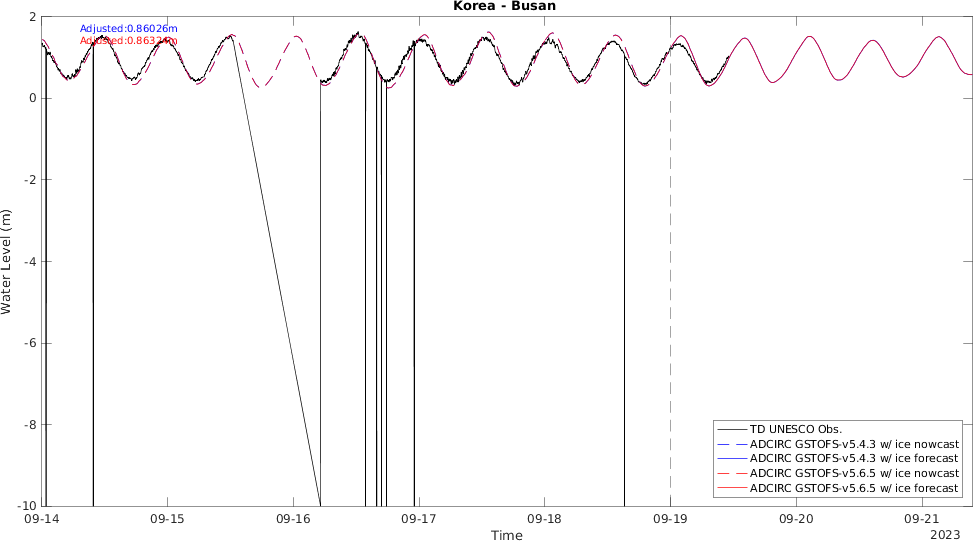 Korea - Busan
Adjusted:0.86026m
Adjusted:0.86324m
2
0
-2
-4
-6
-8
-10
Water Level (m)
09-14
09-15
09-16
09-17
09-18
09-19
09-20
09-21
Time
2023
TD UNESCO Obs.
ADCIRC GSTOFS-v5.4.3 w/ ice nowcast
ADCIRC GSTOFS-v5.4.3 w/ ice forecast
ADCIRC GSTOFS-v5.6.5 w/ ice nowcast
ADCIRC GSTOFS-v5.6.5 w/ ice forecast